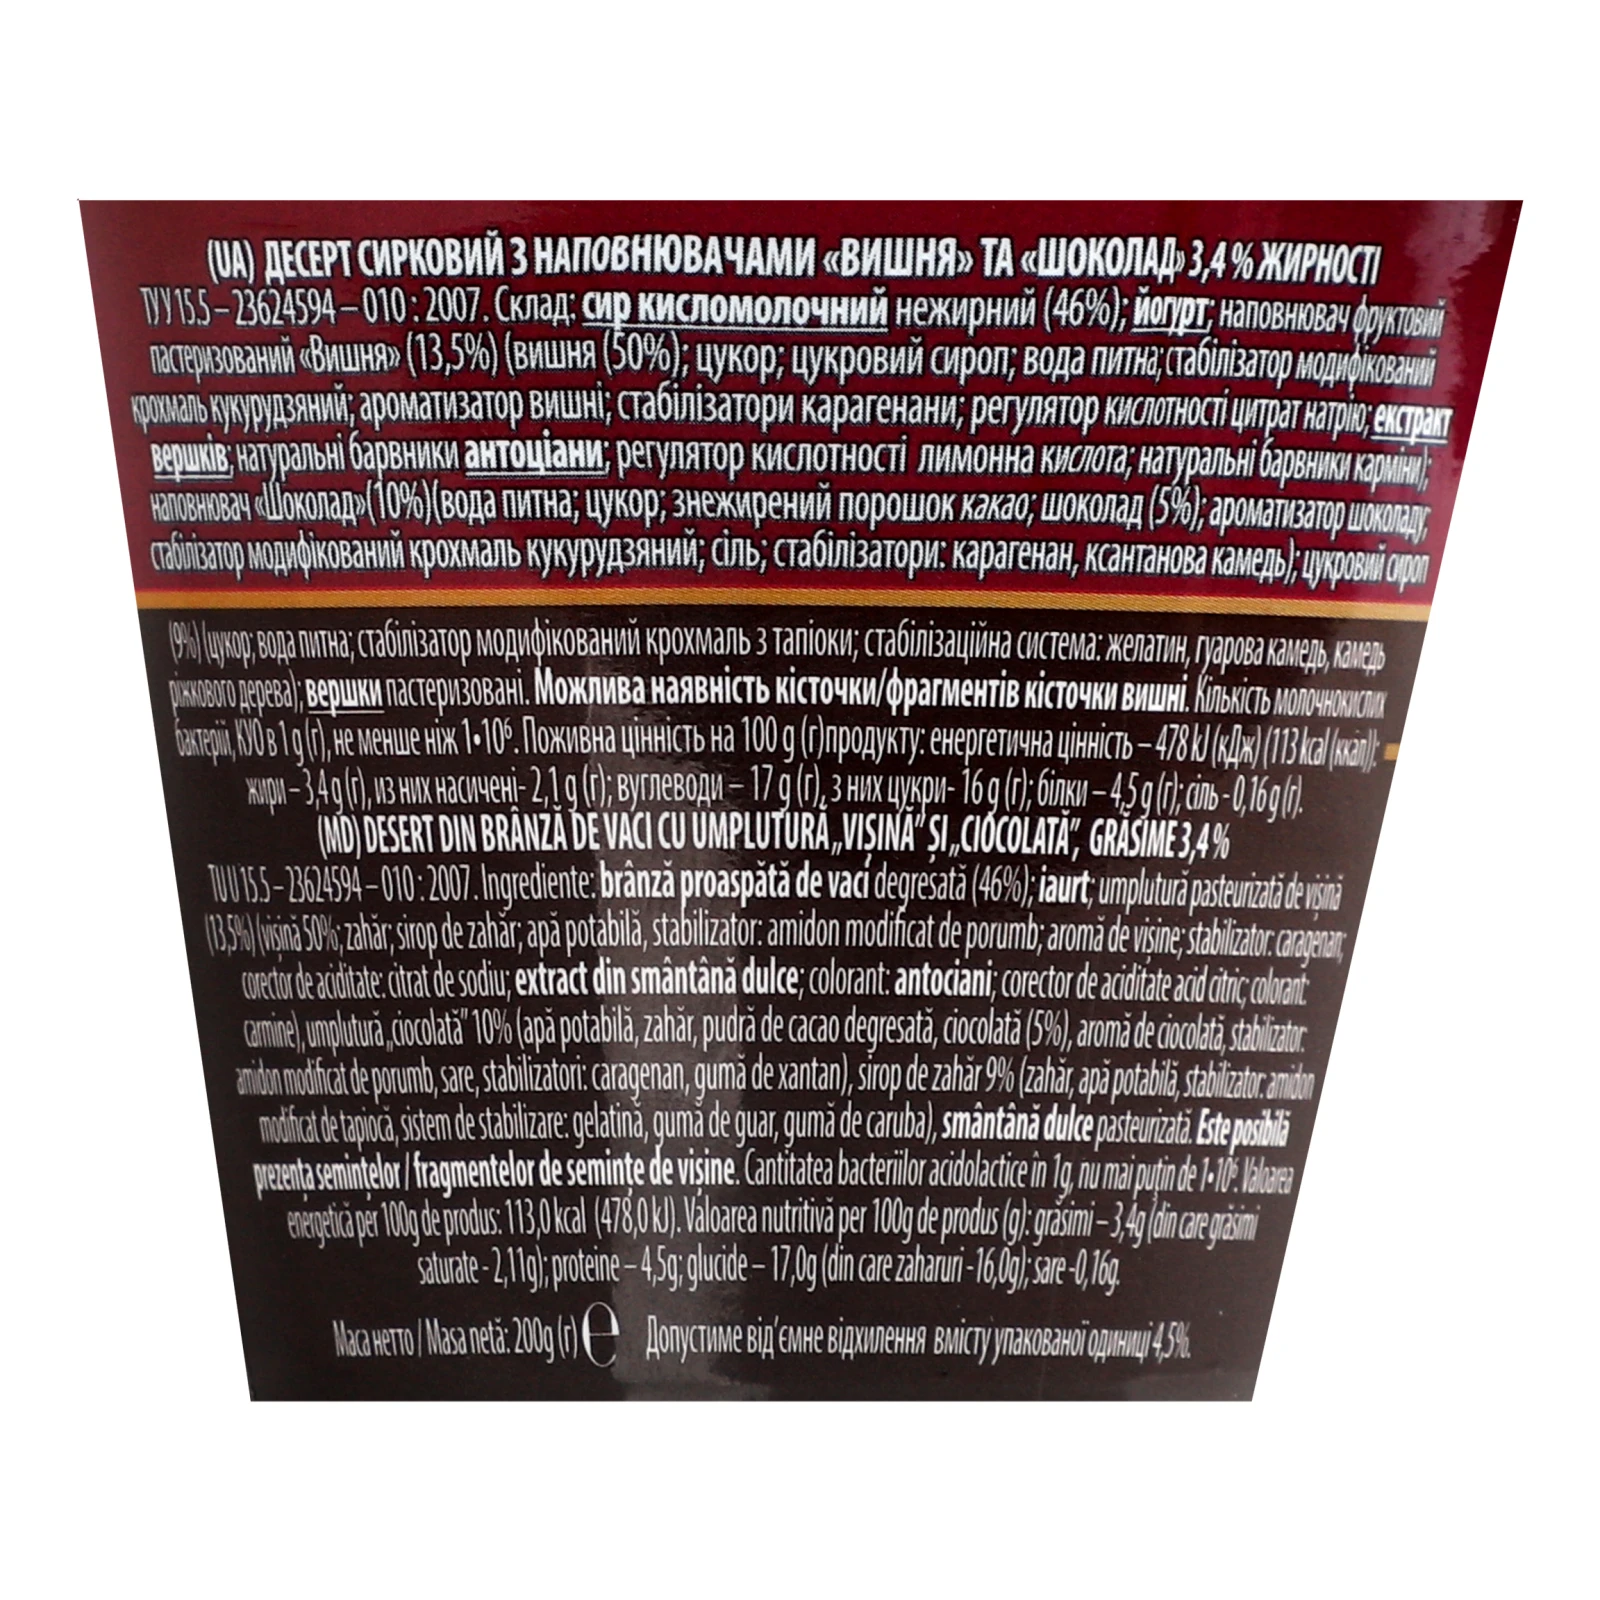 (UA) ДЕСЕРТ СИРКОВИЙ З НАПОВНЮВАЧАМИ «ВИШНЯ» ТА «ШОКОЛАД» 3,4 % ЖИРНОСТІ
ТУ У 15.5 – 23624594 – 010 : 2007. Склад: сир кисломолочний нежирний (46%); йогурт; наповнювач фруктовий
пастеризований «Вишня» (13,5%) (вишня (50%); цукор; цукровий сироп; вода питна; стабілізатор модифікований
крохмаль кукурудзяний; ароматизатор вишні; стабілізатори карагенани; регулятор кислотності цитрат натрію; екстракт
вершків; натуральні барвники антоціани; регулятор кислотності лимонна кислота; натуральні барвники карміни);
наповнювач «Шоколад»(10%)(вода питна; цукор; знежирений порошок какао; шоколад (5%); ароматизатор шоколаду;
стабілізатор модифікований крохмаль кукурудзяний; сіль; стабілізатори: карагенан, ксантанова камедь); цукровий сироп
(9%) (цукор; вода питна; стабілізатор модифікований крохмаль з тапіоки; стабілізаційна система: желатин, гуарова камедь, камедь
ріжкового дерева); вершки пастеризовані. Можлива наявність кісточки/фрагментів кісточки вишні. Кількість молочнокислих
бактерій, КУО в 1 g (г), не менше ніж 1•10⁶. Поживна цінність на 100 g (г)продукту: енергетична цінність – 478 kJ (кДж) (113 kcal (ккал));
жири – 3,4 g (г), из них насичені- 2,1 g (г); вуглеводи – 17 g (г), з них цукри- 16 g (г); білки – 4,5 g (г); сіль - 0,16 g (г).
(MD) DESERT DIN BRÂNZĂ DE VACI CU UMPLUTURĂ „VIȘINĂ” ȘI „CIOCOLATĂ”, GRĂSIME 3,4 %
TU U 15.5 – 23624594 – 010 : 2007. Ingrediente: brânză proaspătă de vaci degresată (46%); iaurt; umplutură pasteurizată de vișină
(13,5%) (vișină 50%; zahăr; sirop de zahăr; apă potabilă, stabilizator: amidon modificat de porumb; aromă de vișine; stabilizator: caragenan;
corector de aciditate: citrat de sodiu; extract din smântână dulce; colorant: antociani; corector de aciditate acid citric; colorant:
carmine), umplutură „ciocolată” 10% (apă potabilă, zahăr, pudră de cacao degresată, ciocolată (5%), aromă de ciocolată, stabilizator:
amidon modificat de porumb, sare, stabilizatori: caragenan, gumă de xantan), sirop de zahăr 9% (zahăr, apă potabilă, stabilizator: amidon
modificat de tapiocă, sistem de stabilizare: gelatină, gumă de guar, gumă de caruba), smântână dulce pasteurizată. Este posibilă
prezența semințelor / fragmentelor de seminte de vișine. Cantitatea bacteriilor acidolactice în 1g, nu mai puțin de 1•10⁶. Valoarea
energetică per 100g de produs: 113,0 kcal (478,0 kJ). Valoarea nutritivă per 100g de produs (g): grăsimi – 3,4g (din care grăsimi
saturate - 2,11g); proteine – 4,5g; glucide – 17,0g (din care zaharuri -16,0g); sare -0,16g.
Маса нетто / Masa netă: 200g (г) ℮ Допустиме від’ємне відхилення вмісту упакованої одиниці 4,5%.